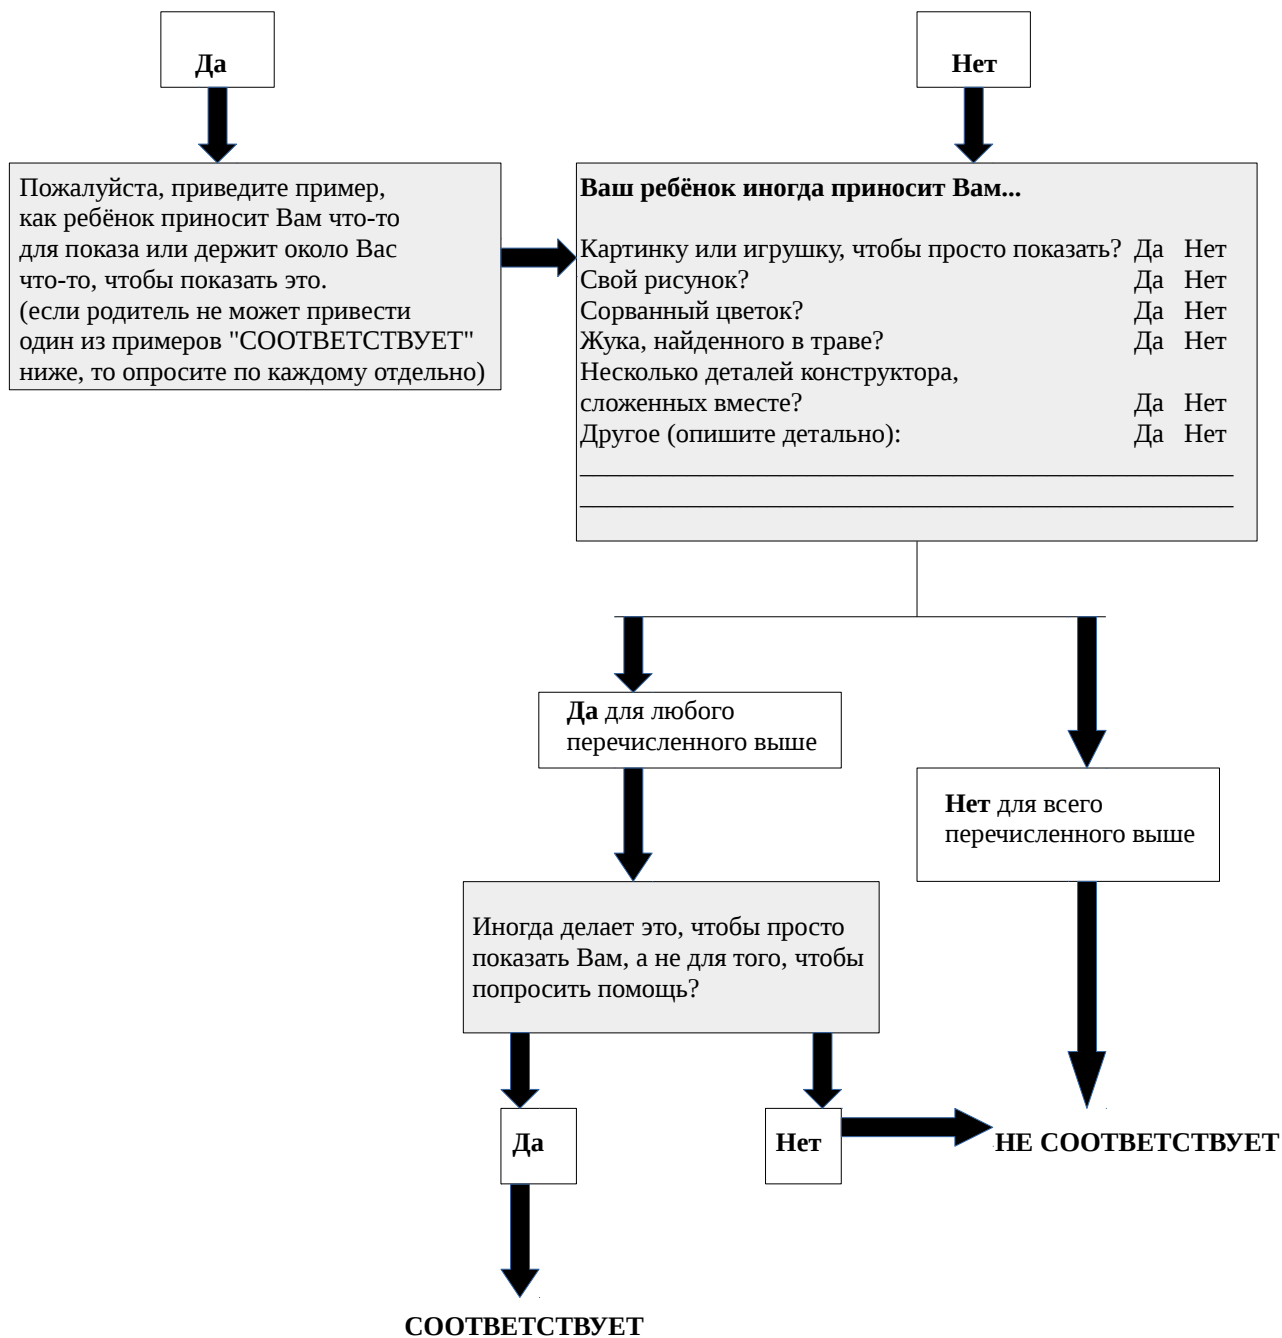 Да
Нет
Пожалуйста, приведите пример,
как ребёнок приносит Вам что-то
для показа или держит около Вас
что-то, чтобы показать это.
(если родитель не может привести
один из примеров "СООТВЕТСТВУЕТ"
ниже, то опросите по каждому отдельно)
Ваш ребёнок иногда приносит Вам...
Картинку или игрушку, чтобы просто показать? Да Нет
Свой рисунок? Да Нет
Сорванный цветок? Да Нет
Жука, найденного в траве? Да Нет
Несколько деталей конструктора,
сложенных вместе? Да Нет
Другое (опишите детально): Да Нет
Да для любого
перечисленного выше
Нет для всего
перечисленного выше
Иногда делает это, чтобы просто
показать Вам, а не для того, чтобы
попросить помощь?
Да
Нет
НЕ СООТВЕТСТВУЕТ
СООТВЕТСТВУЕТ